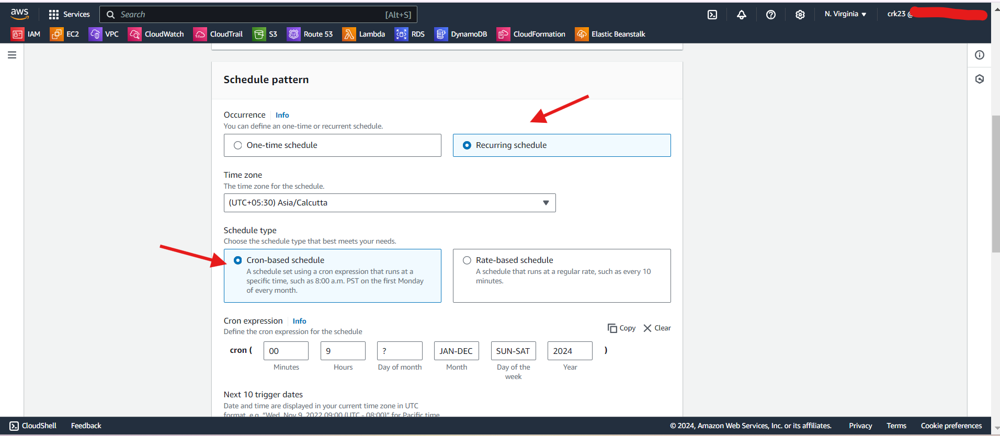 aws Services Search [Alt+S] N. Virginia crk23 @
IAM EC2 VPC CloudWatch CloudTrail S3 Route 53 Lambda RDS DynamoDB CloudFormation Elastic Beanstalk
Schedule pattern
Occurrence Info
You can define an one-time or recurrent schedule.
One-time schedule Recurring schedule
Time zone
The time zone for the schedule.
(UTC+05:30) Asia/Calcutta
Schedule type
Choose the schedule type that best meets your needs.
Cron-based schedule
A schedule set using a cron expression that runs at a
specific time, such as 8:00 a.m. PST on the first Monday
of every month.
Rate-based schedule
A schedule that runs at a regular rate, such as every 10
minutes.
Cron expression Info
Define the cron expression for the schedule
Copy Clear
cron ( 00 9 ? JAN-DEC SUN-SAT 2024 )
Minutes Hours Day of month Month Day of the Year
week
Next 10 trigger dates
Date and time are displayed in your current time zone in UTC
format, e.g. “Wed, Nov 9, 2022 09:00 (UTC - 08:00)” for Pacific time
CloudShell Feedback © 2024, Amazon Web Services, Inc. or its affiliates. Privacy Terms Cookie preferences